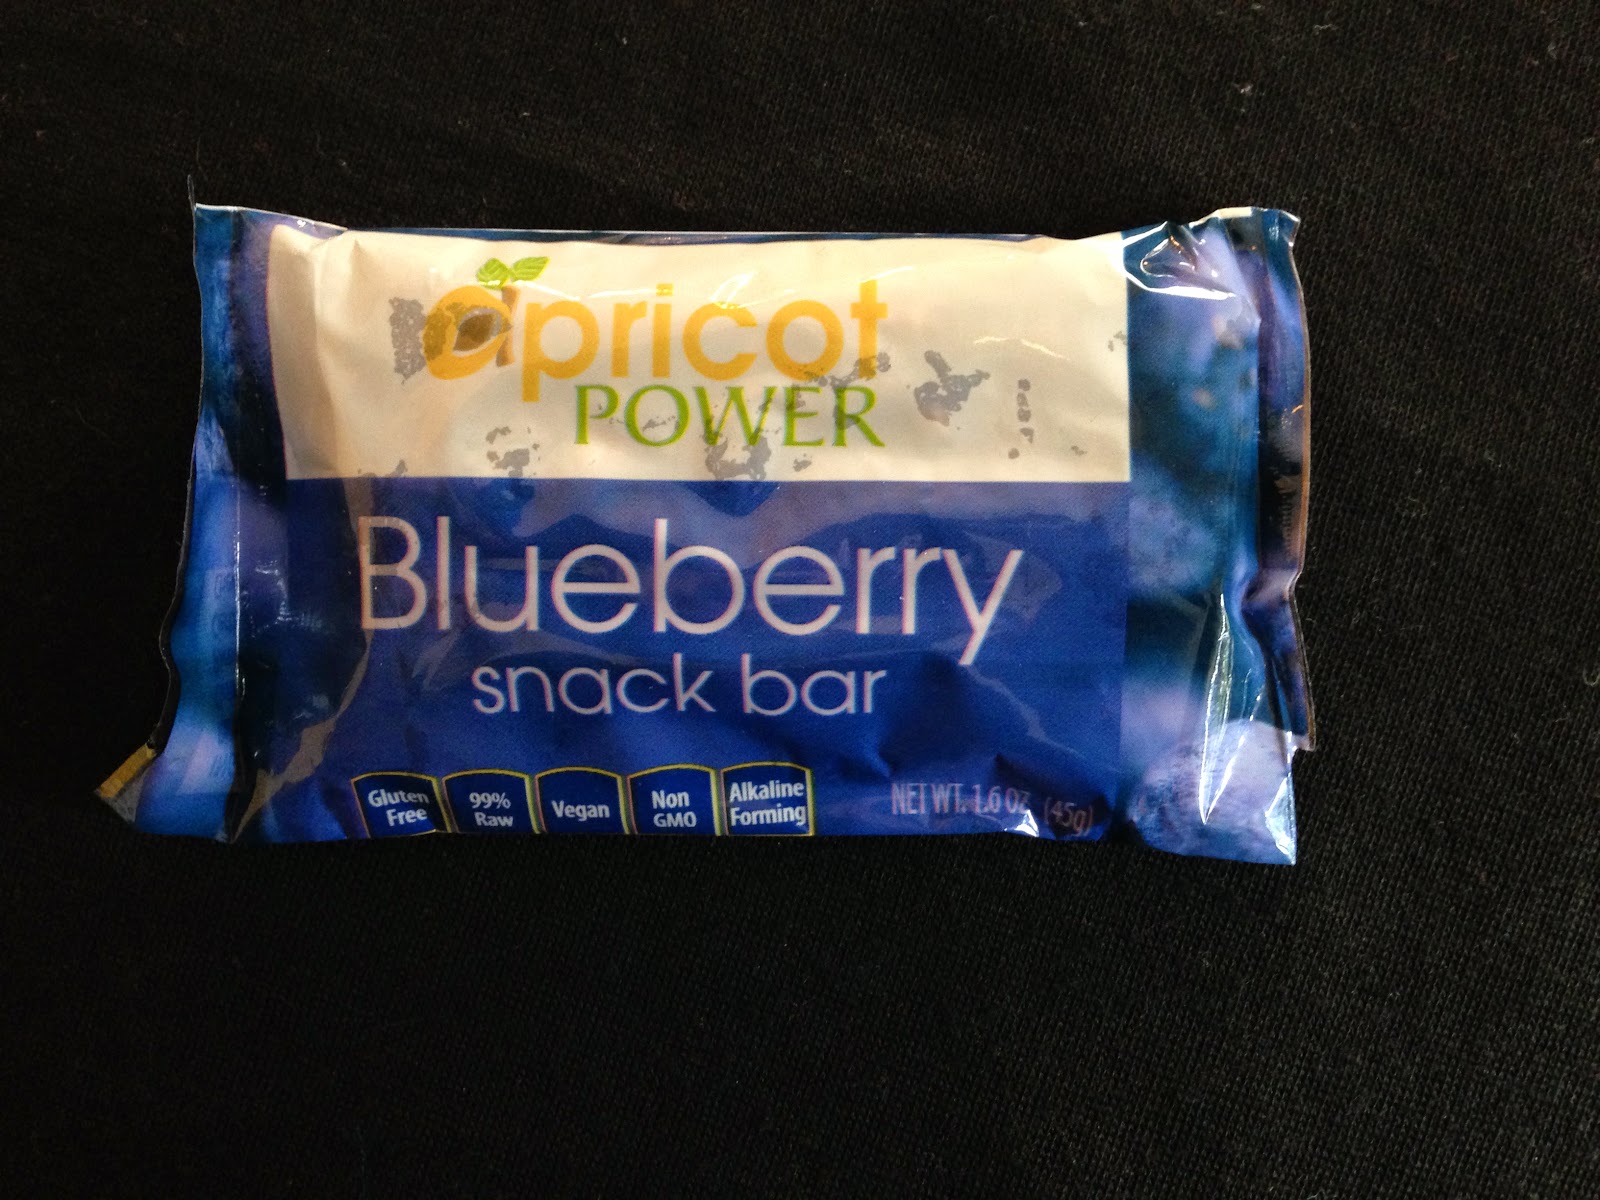 apricot
POWER
Blueberry
snack bar
Gluten
Free
99%
Raw
Vegan
Non
GMO
Alkaline
Forming
NET WT. 1.6 OZ. (45g)